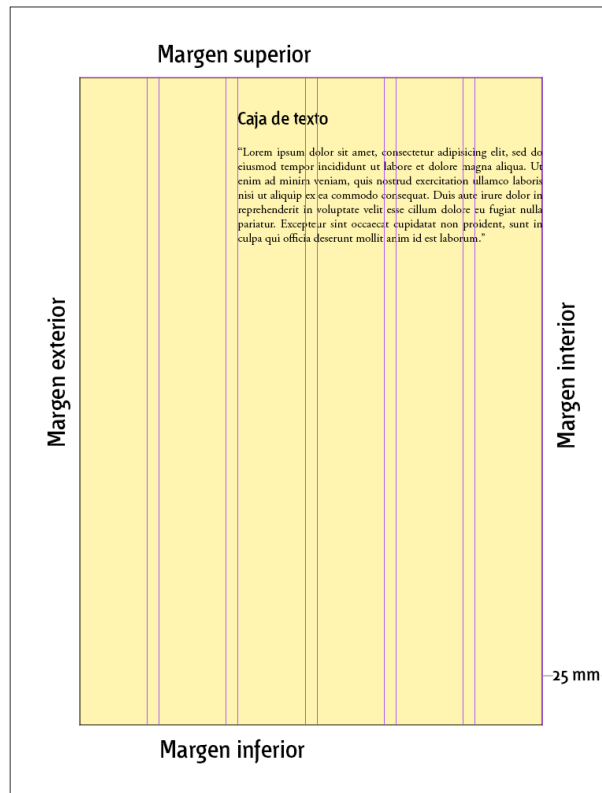 Margen superior
Caja de texto
“Lorem ipsum dolor sit amet, consectetur adipisicing elit, sed do
eiusmod tempor incididunt ut labore et dolore magna aliqua. Ut
enim ad minim veniam, quis nostrud exercitation ullamco laboris
nisi ut aliquip ex ea commodo consequat. Duis aute irure dolor in
reprehenderit in voluptate velit esse cillum dolore eu fugiat nulla
pariatur. Excepteur sint occaecat cupidatat non proident, sunt in
culpa qui officia deserunt mollit anim id est laborum.”
Margen exterior
Margen interior
25 mm
Margen inferior